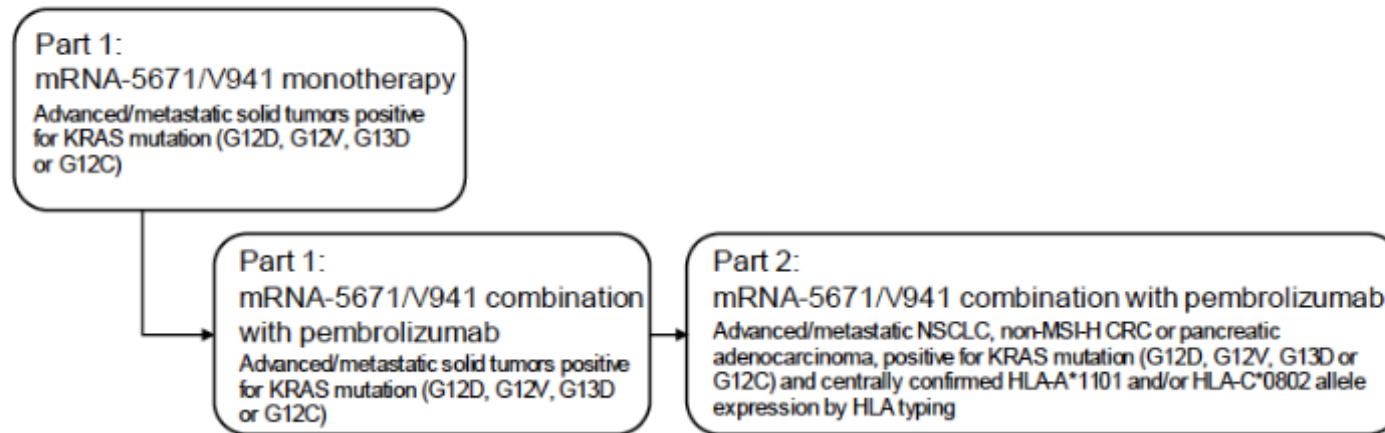 Part 1:
mRNA-5671/V941 monotherapy
Advanced/metastatic solid tumors positive
for KRAS mutation (G12D, G12V, G13D
or G12C)
Part 1:
mRNA-5671/V941 combination
with pembrolizumab
Advanced/metastatic solid tumors positive
for KRAS mutation (G12D, G12V, G13D
or G12C)
Part 2:
mRNA-5671/V941 combination with pembrolizumab
Advanced/metastatic NSCLC, non-MSI-H CRC or pancreatic
adenocarcinoma, positive for KRAS mutation (G12D, G12V, G13D or
G12C) and centrally confirmed HLA-A*1101 and/or HLA-C*0802 allele
expression by HLA typing